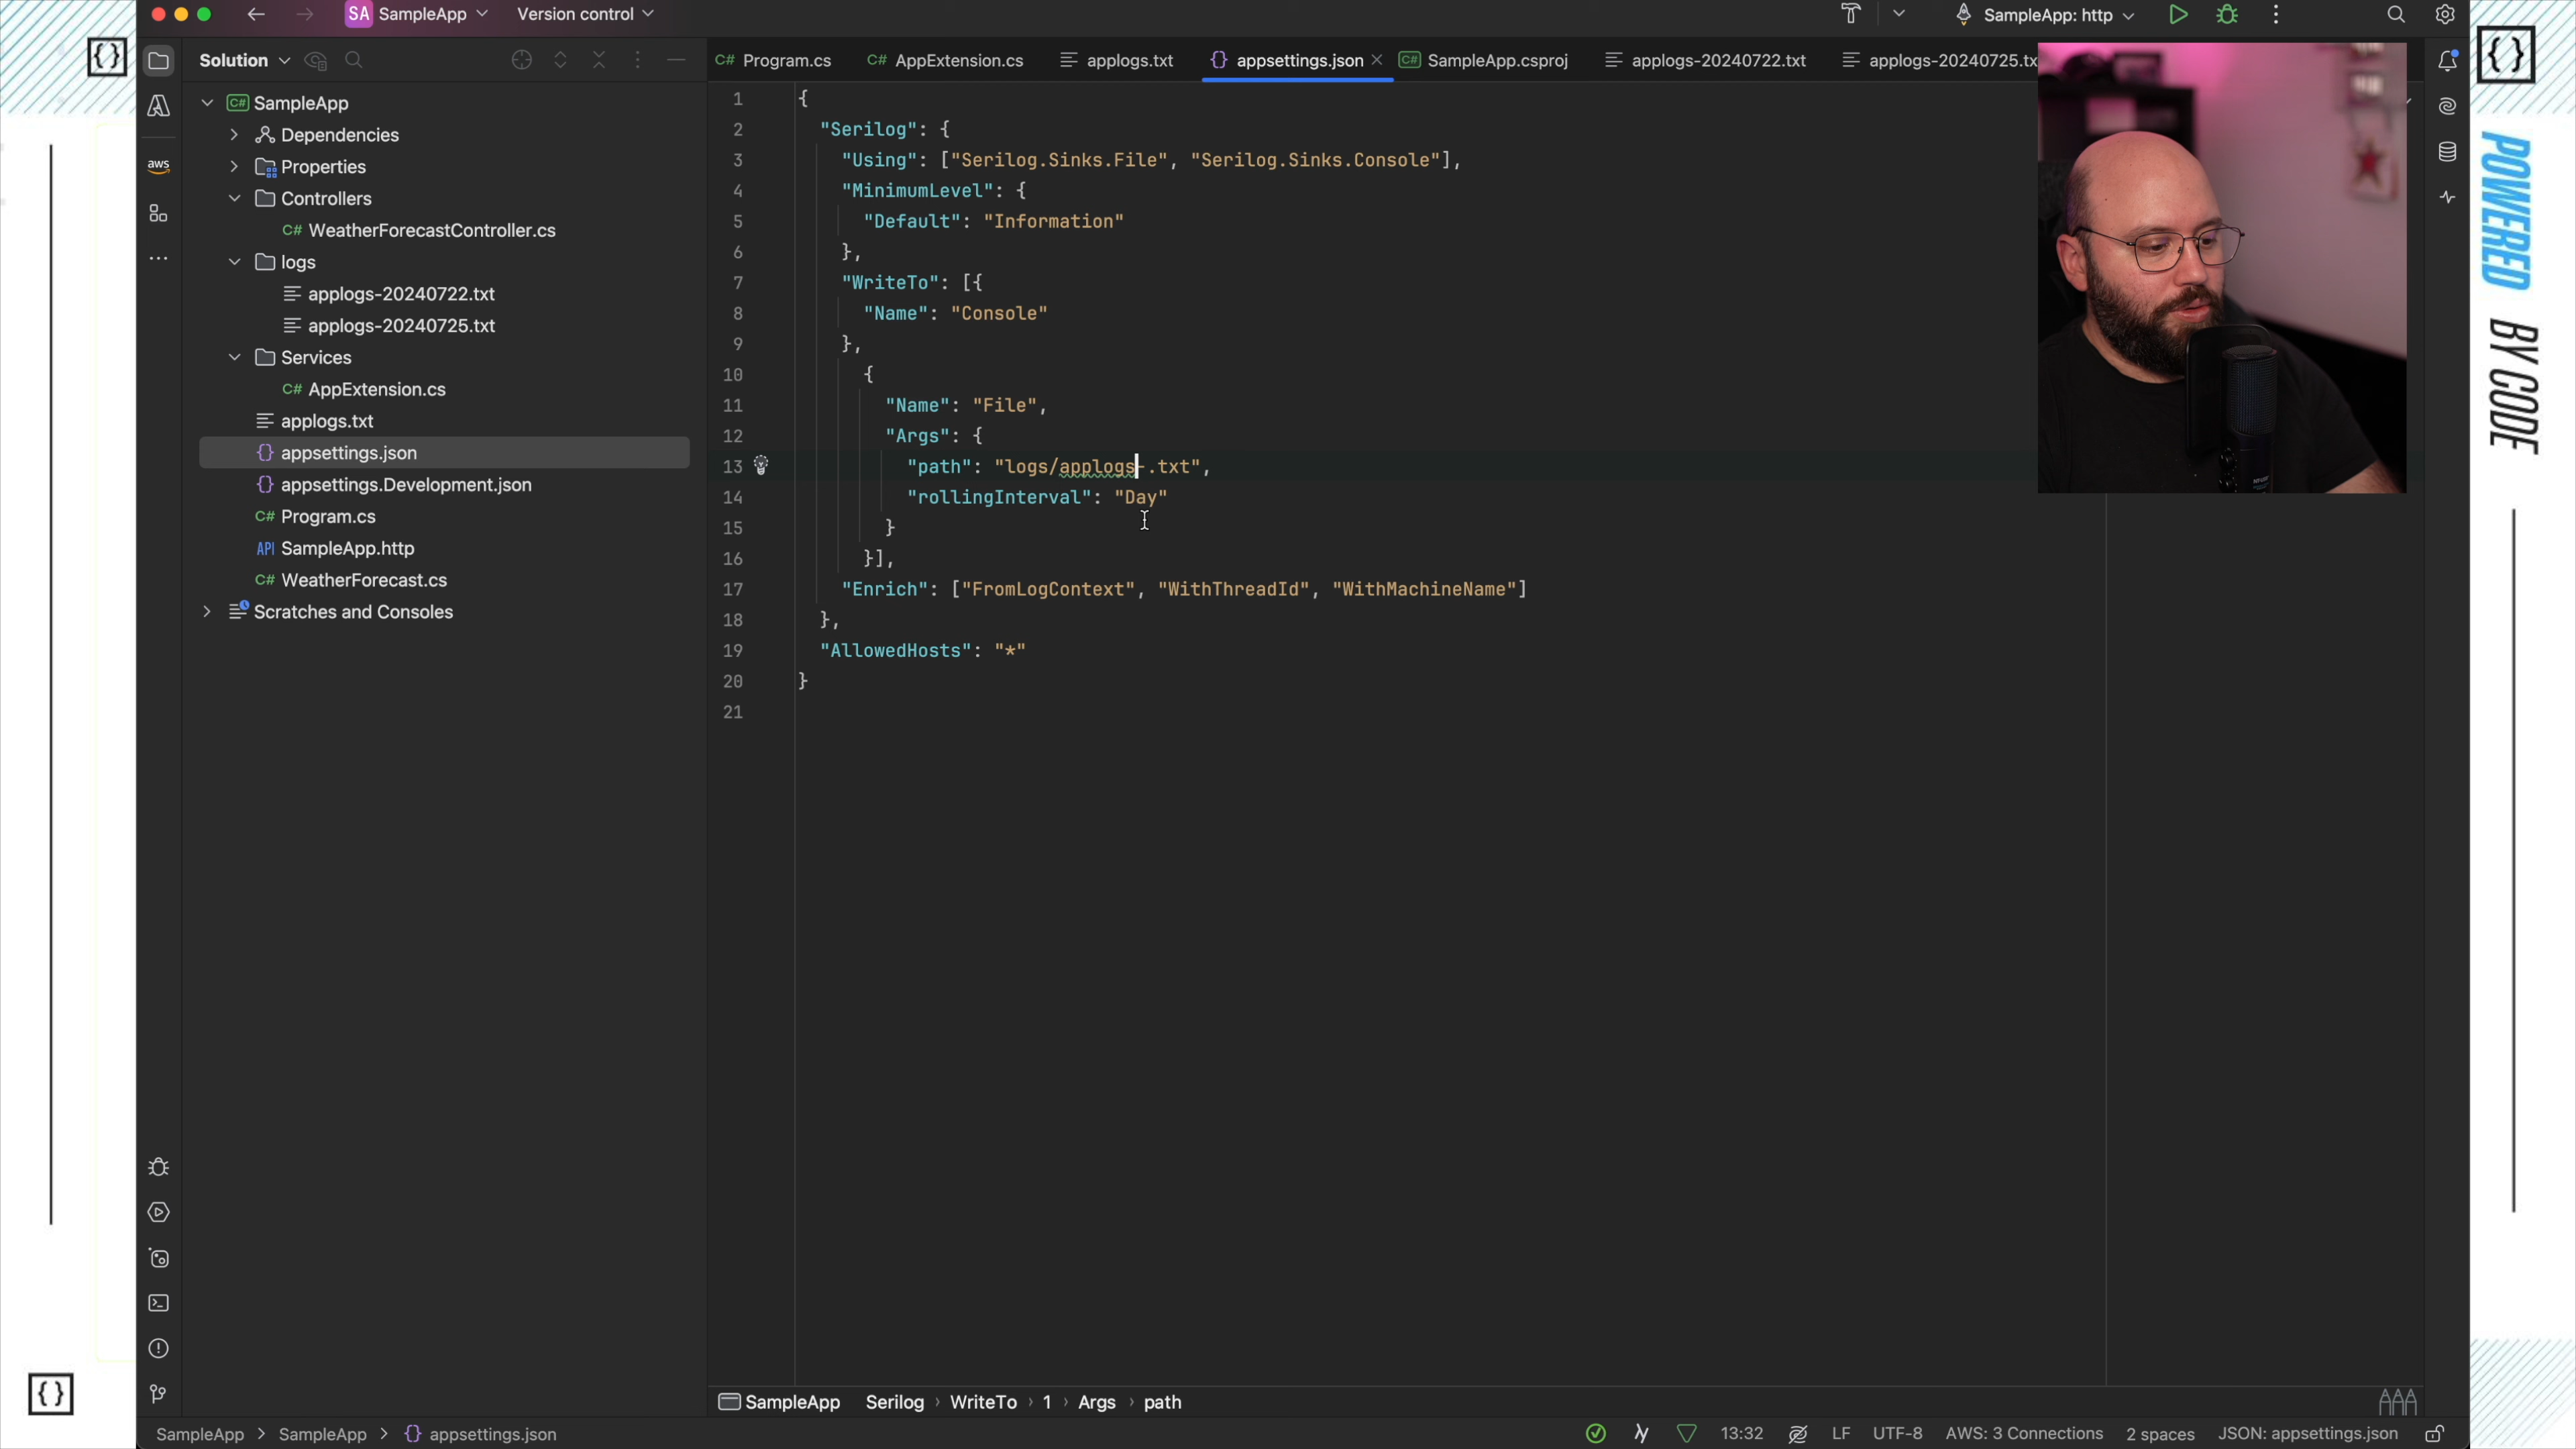 SA SampleApp Version control SampleApp: http
Solution
SampleApp
Dependencies
Properties
Controllers
C# WeatherForecastController.cs
logs
applogs-20240722.txt
applogs-20240725.txt
Services
C# AppExtension.cs
applogs.txt
{} appsettings.json
{} appsettings.Development.json
C# Program.cs
API SampleApp.http
C# WeatherForecast.cs
Scratches and Consoles
aws
C# Program.cs C# AppExtension.cs applogs.txt {} appsettings.json C# SampleApp.csproj applogs-20240722.txt applogs-20240725.tx
1 {
2 "Serilog": {
3 "Using": ["Serilog.Sinks.File", "Serilog.Sinks.Console"],
4 "MinimumLevel": {
5 "Default": "Information"
6 },
7 "WriteTo": [{
8 "Name": "Console"
9 },
10 {
11 "Name": "File",
12 "Args": {
13 "path": "logs/applogs-.txt",
14 "rollingInterval": "Day"
15 }
16 }],
17 "Enrich": ["FromLogContext", "WithThreadId", "WithMachineName"]
18 },
19 "AllowedHosts": "*"
20 }
21
SampleApp Serilog › WriteTo › 1 › Args › path
SampleApp > SampleApp > {} appsettings.json 13:32 LF UTF-8 AWS: 3 Connections 2 spaces JSON: appsettings.json
{}
{}
{}
POWERED BY CODE